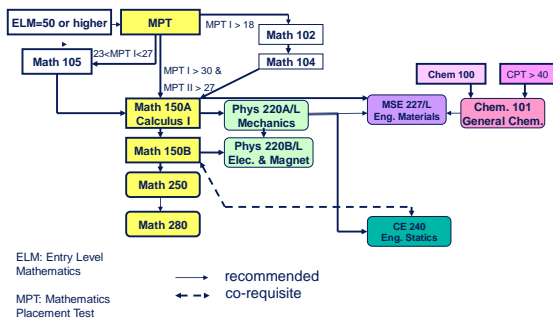 ELM=50 or higher
MPT
MPT I > 18
Math 102
Math 105
23<MPT I<27
Math 104
MPT I > 30 &
MPT II > 27
Chem 100
CPT > 40
Math 150A
Calculus I
Phys 220A/L
Mechanics
MSE 227/L
Eng. Materials
Chem. 101
General Chem.
Math 150B
Phys 220B/L
Elec. & Magnet
Math 250
Math 280
CE 240
Eng. Statics
ELM: Entry Level
Mathematics
recommended
co-requisite
MPT: Mathematics
Placement Test